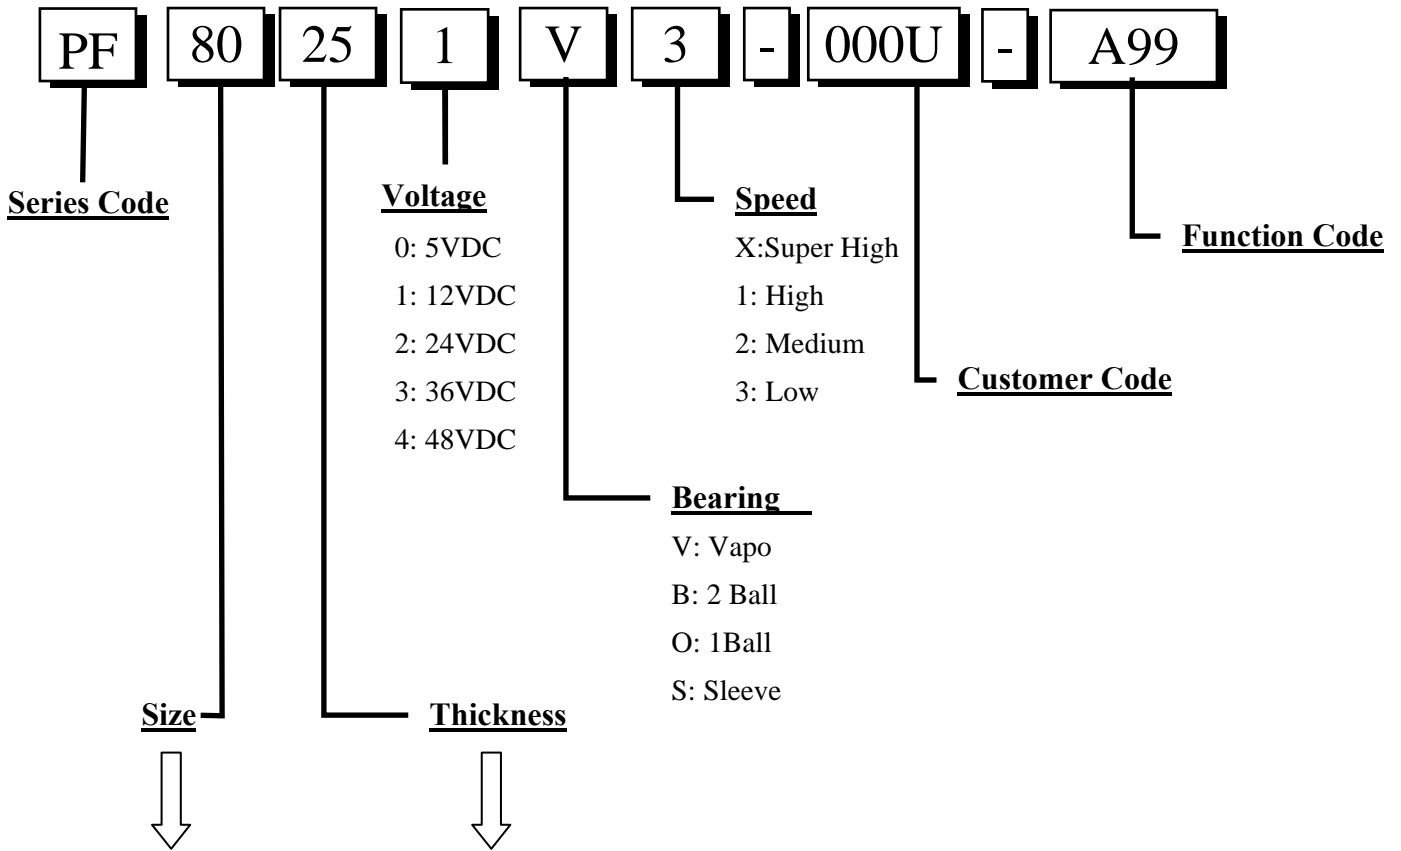 PF 80 25 1 V 3 - 000U - A99
Series Code
Voltage
0: 5VDC
1: 12VDC
2: 24VDC
3: 36VDC
4: 48VDC
Speed
X:Super High
1: High
2: Medium
3: Low
Function Code
Customer Code
Bearing
V: Vapo
B: 2 Ball
O: 1Ball
S: Sleeve
Size
Thickness